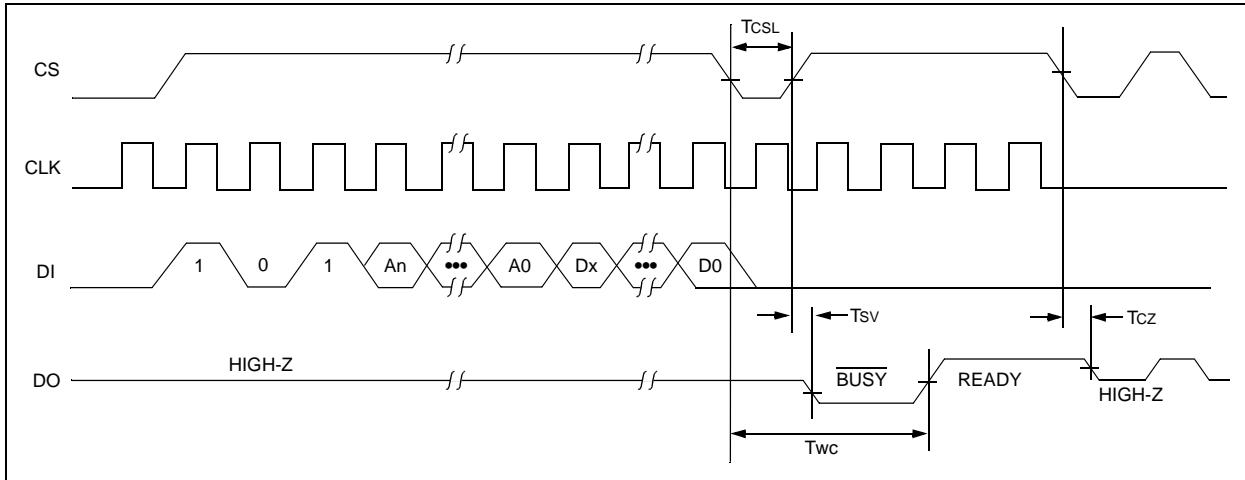 TCSL
CS
CLK
DI
1 0 1 An ••• A0 Dx ••• D0
TSV
TCZ
HIGH-Z
DO
BUSY
READY
HIGH-Z
Twc